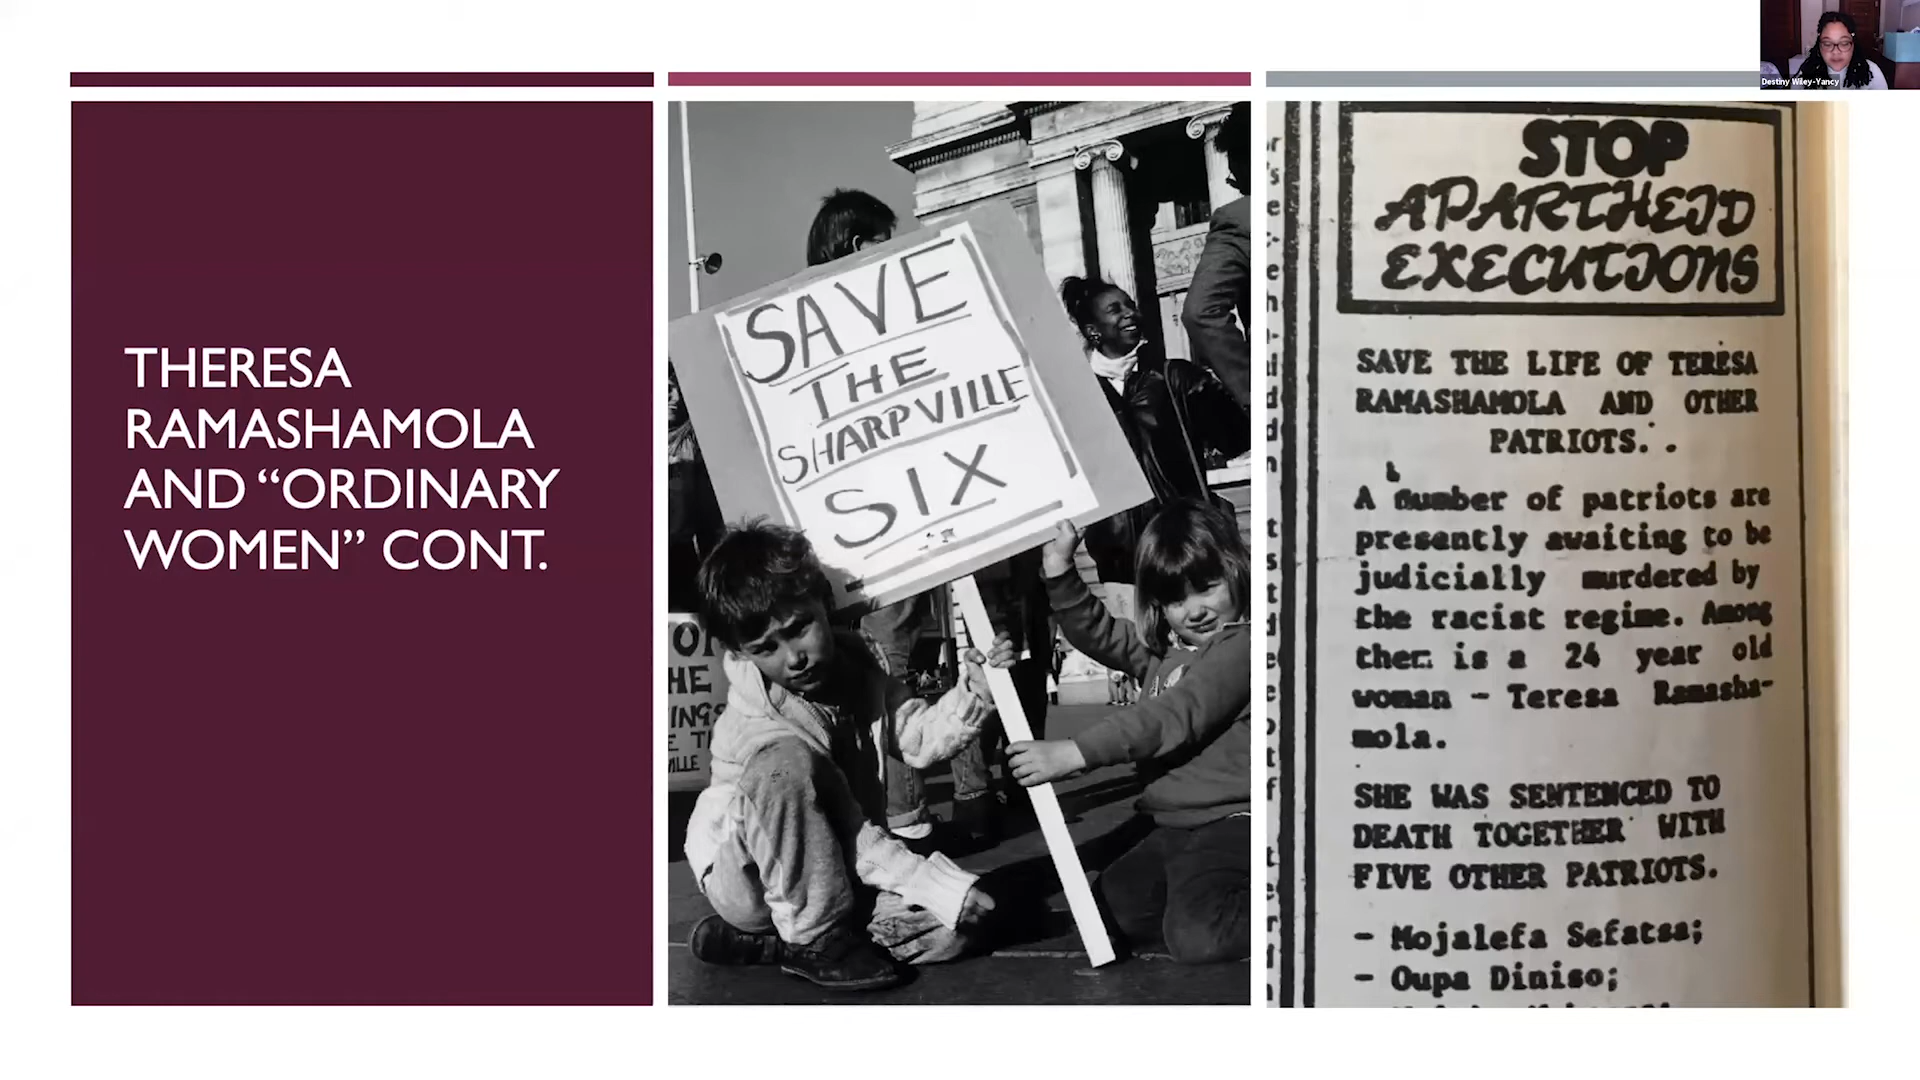 Destiny Wiley-Yancy
THERESA
RAMASHAMOLA
AND “ORDINARY
WOMEN” CONT.
SAVE
THE
SHARPVILLE
SIX
HE
INGS
STOP
APARTHEID
EXECUTIONS
SAVE THE LIFE OF TERESA
RAMASHAMOLA AND OTHER
PATRIOTS.
A number of patriots are
presently awaiting to be
judicially murdered by
the racist regime. Among
them is a 24 year old
woman - Teresa Ramasha-
mola.
SHE WAS SENTENCED TO
DEATH TOGETHER WITH
FIVE OTHER PATRIOTS.
- Mojalefa Sefatsa;
- Oupa Diniso;